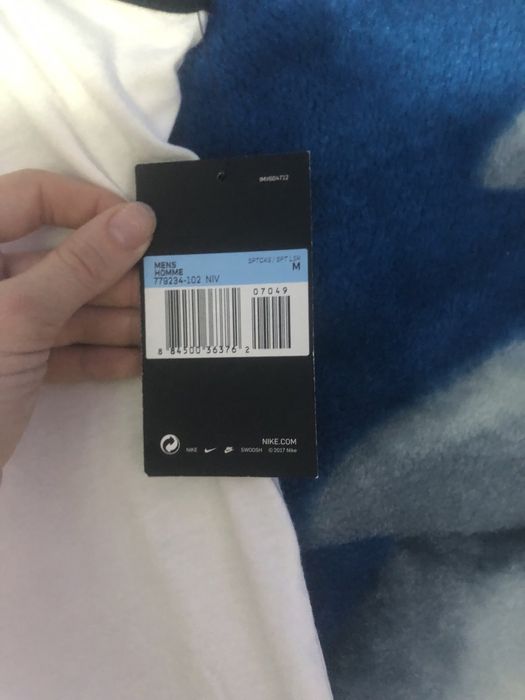 MENS
HOMME
SPTCAS / SPT LSR
M
779234-102 NIV
07049
8 84500 36376 2
NIKE.COM
NIKE
SWOOSH © 2017 Nike